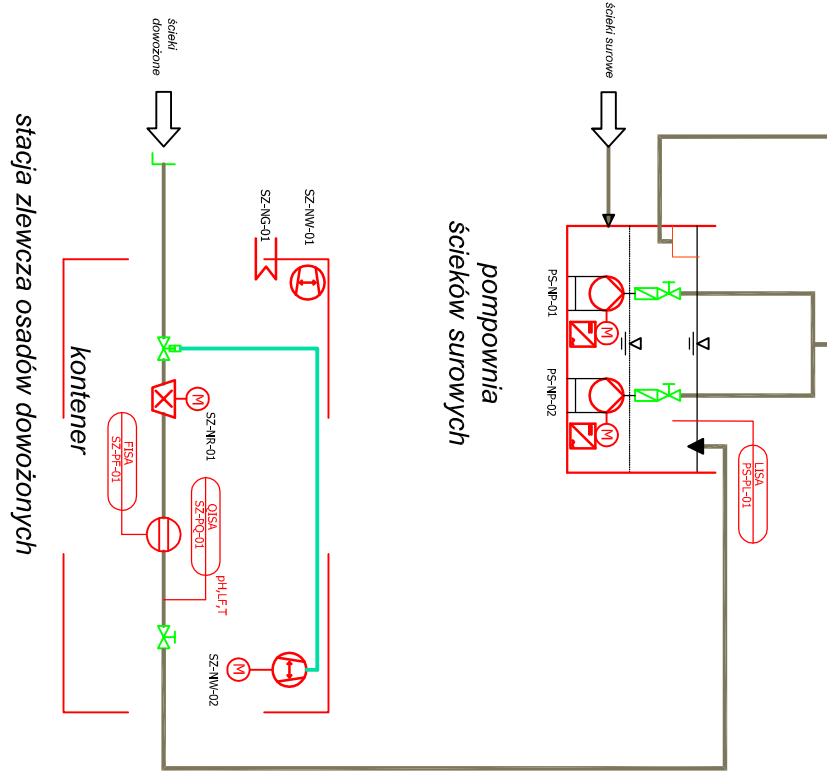 ścieki
dowożone
ścieki surowe
stacja zlewcza osadów dowożonych
kontener
SZ-NG-01
SZ-NW-01
M
SZ-NR-01
FISA
SZ-PF-01
QISA
SZ-PQ-01
pH,LF,T
M
SZ-NW-02
pompownia
ścieków surowych
PS-NP-01
M
PS-NP-02
M
LISA
PS-PL-01